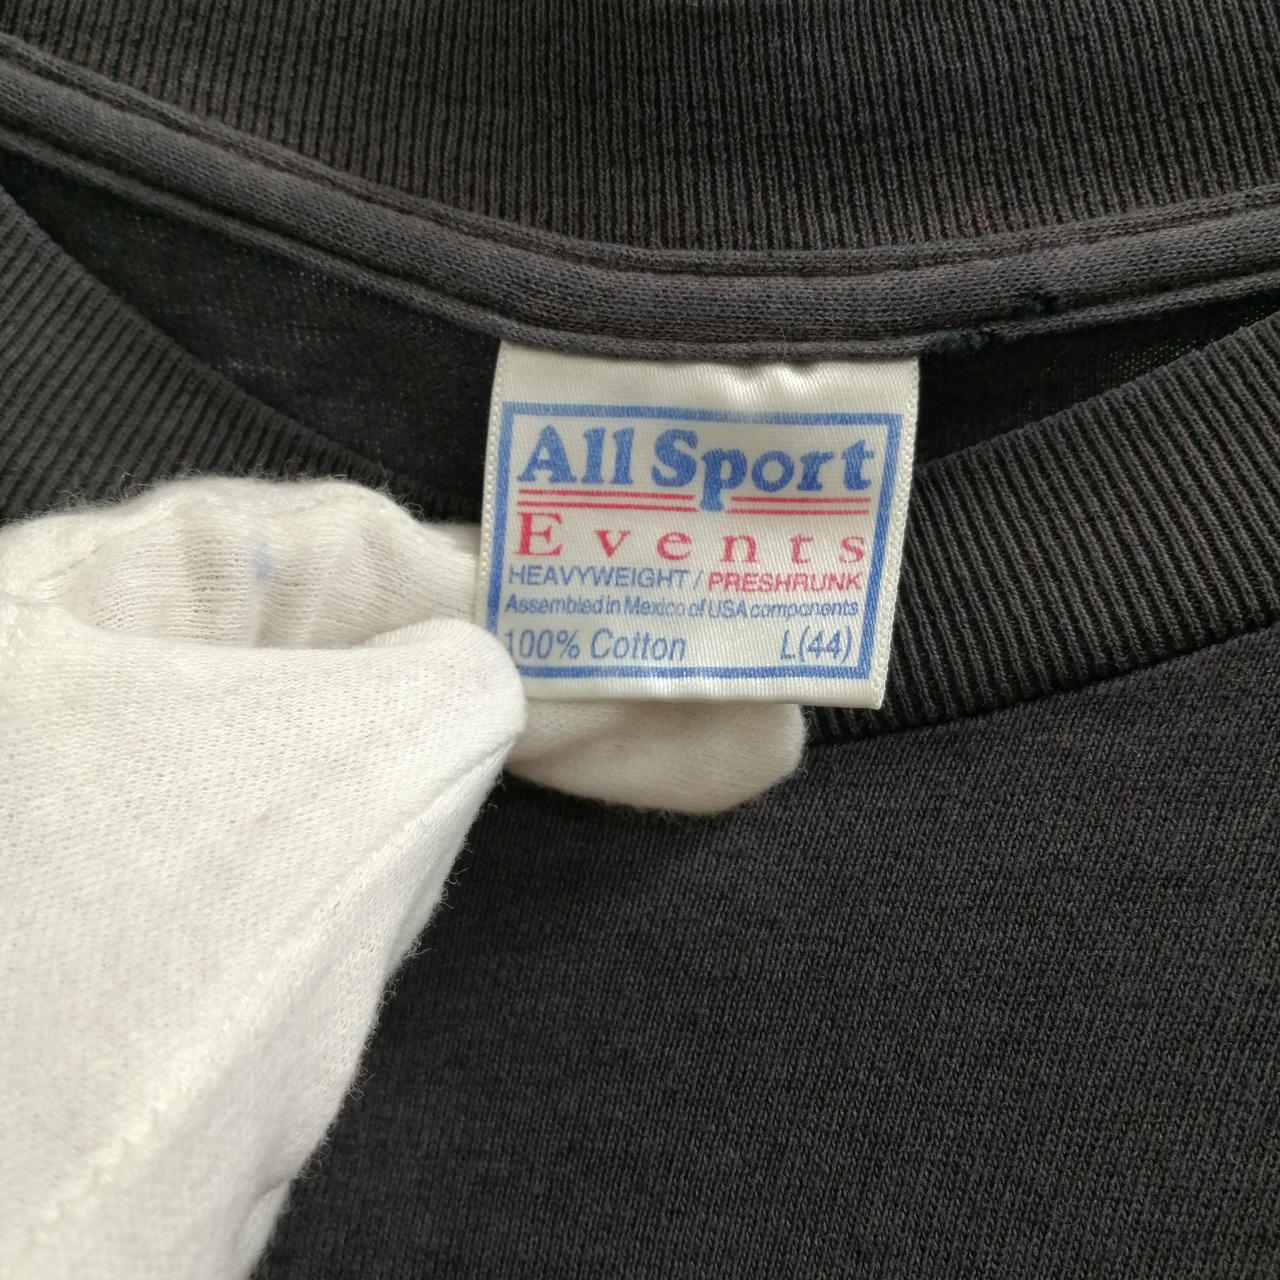 All Sport
Events
HEAVYWEIGHT / PRESHRUNK
Assembled in Mexico of USA components
100% Cotton L(44)